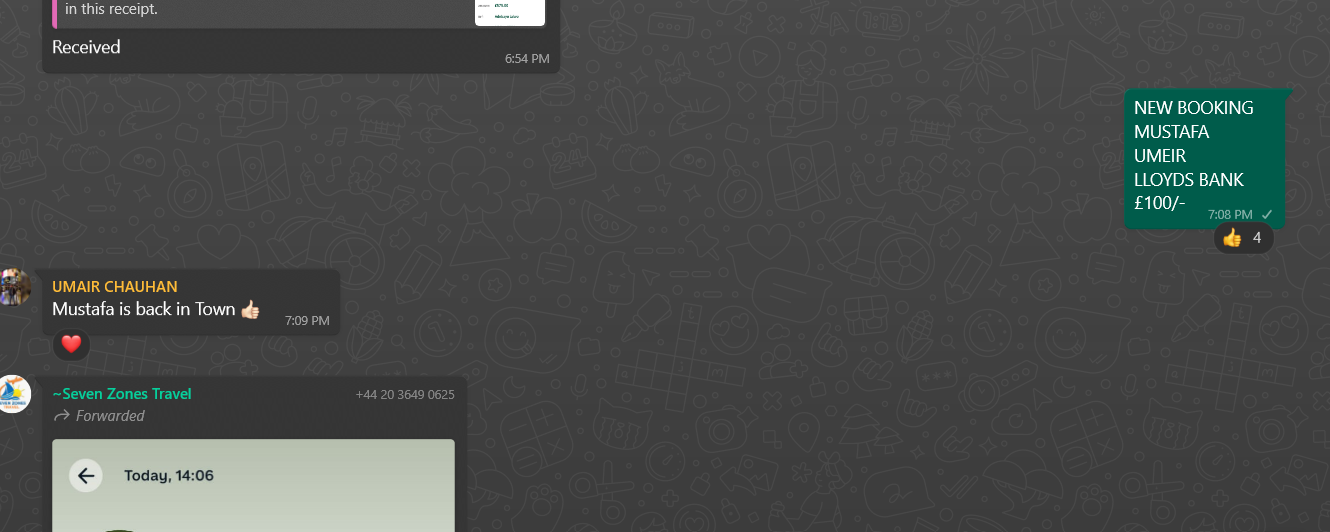 in this receipt.
Received
6:54 PM
NEW BOOKING
MUSTAFA
UMEIR
LLOYDS BANK
£100/-
7:08 PM
👍 4
UMAIR CHAUHAN
Mustafa is back in Town 👍🏻
7:09 PM
❤️
~Seven Zones Travel
+44 20 3649 0625
Forwarded
Today, 14:06